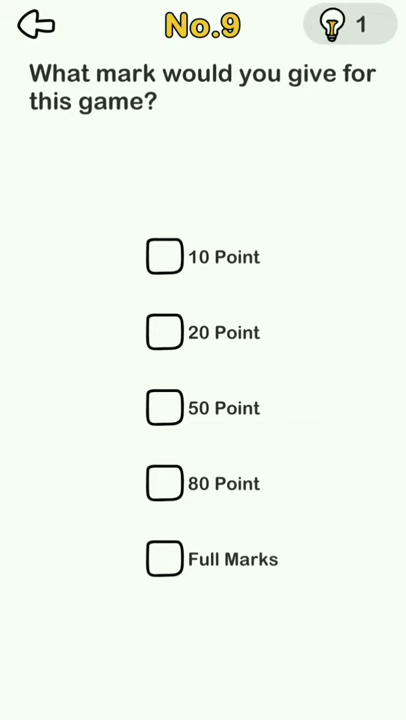 No.9
1
What mark would you give for
this game?
10 Point
20 Point
50 Point
80 Point
Full Marks